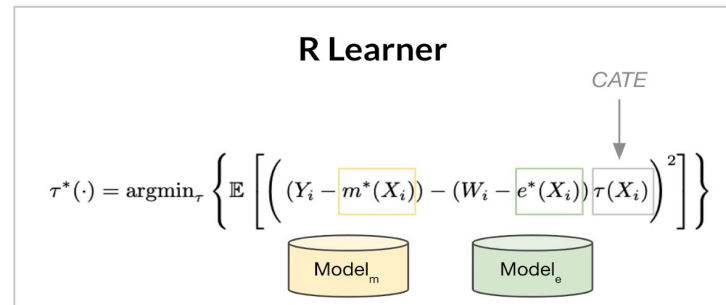 R Learner
CATE
τ*(·) = argmin_τ { 𝔼 [ ( (Y_i − m*(X_i)) − (W_i − e*(X_i)) τ(X_i) )² ] }
Model_m Model_e